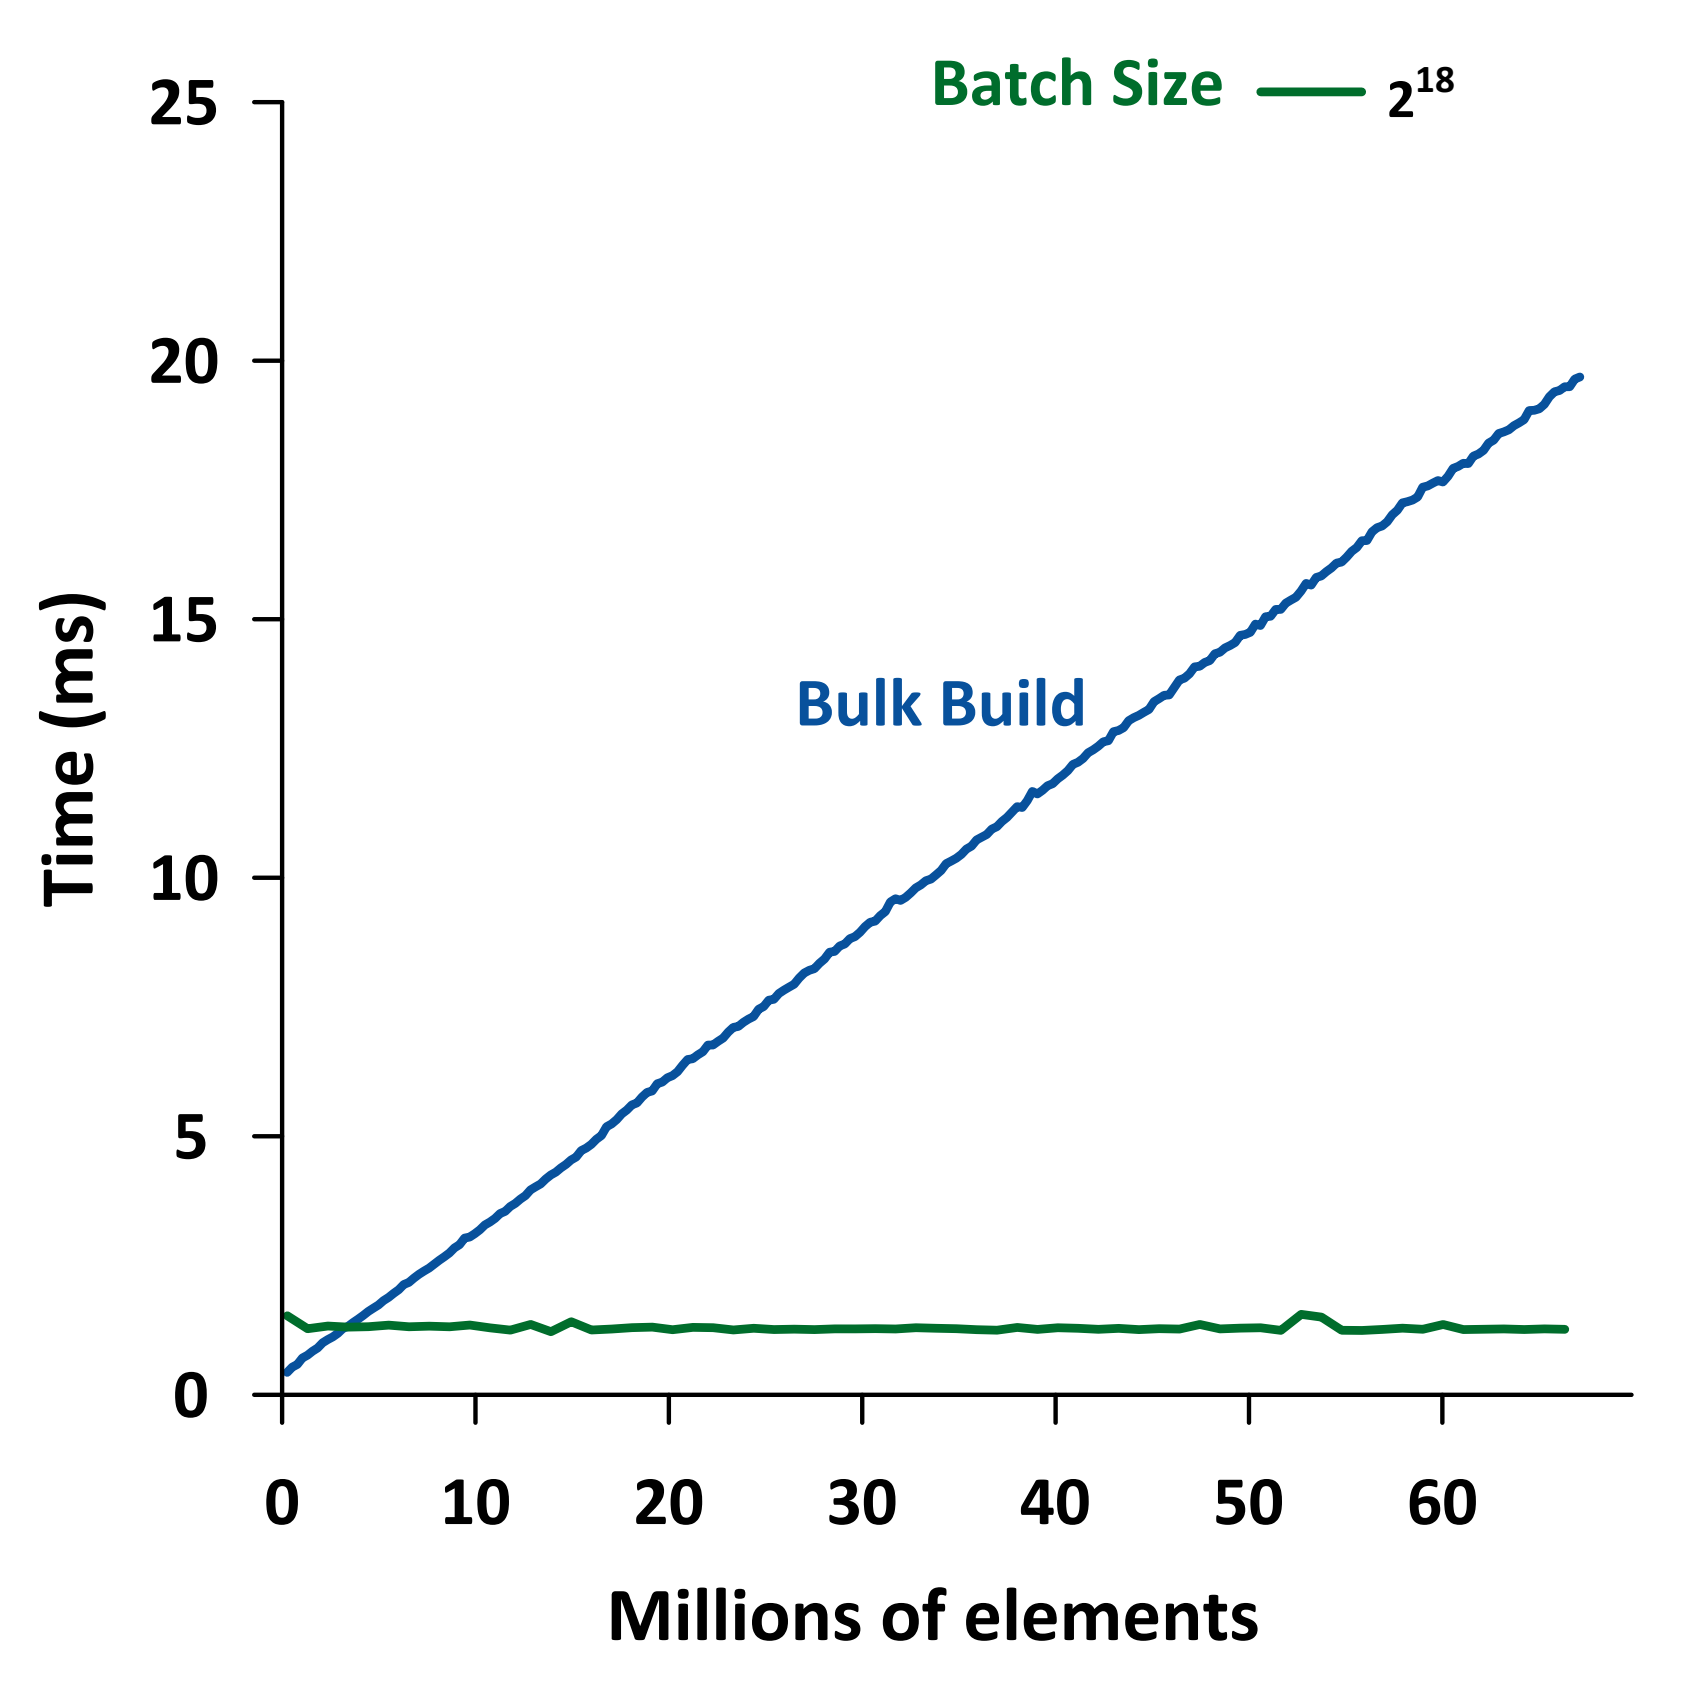 Batch Size 2¹⁸
25
20
15
10
5
0
Time (ms)
Bulk Build
0 10 20 30 40 50 60
Millions of elements